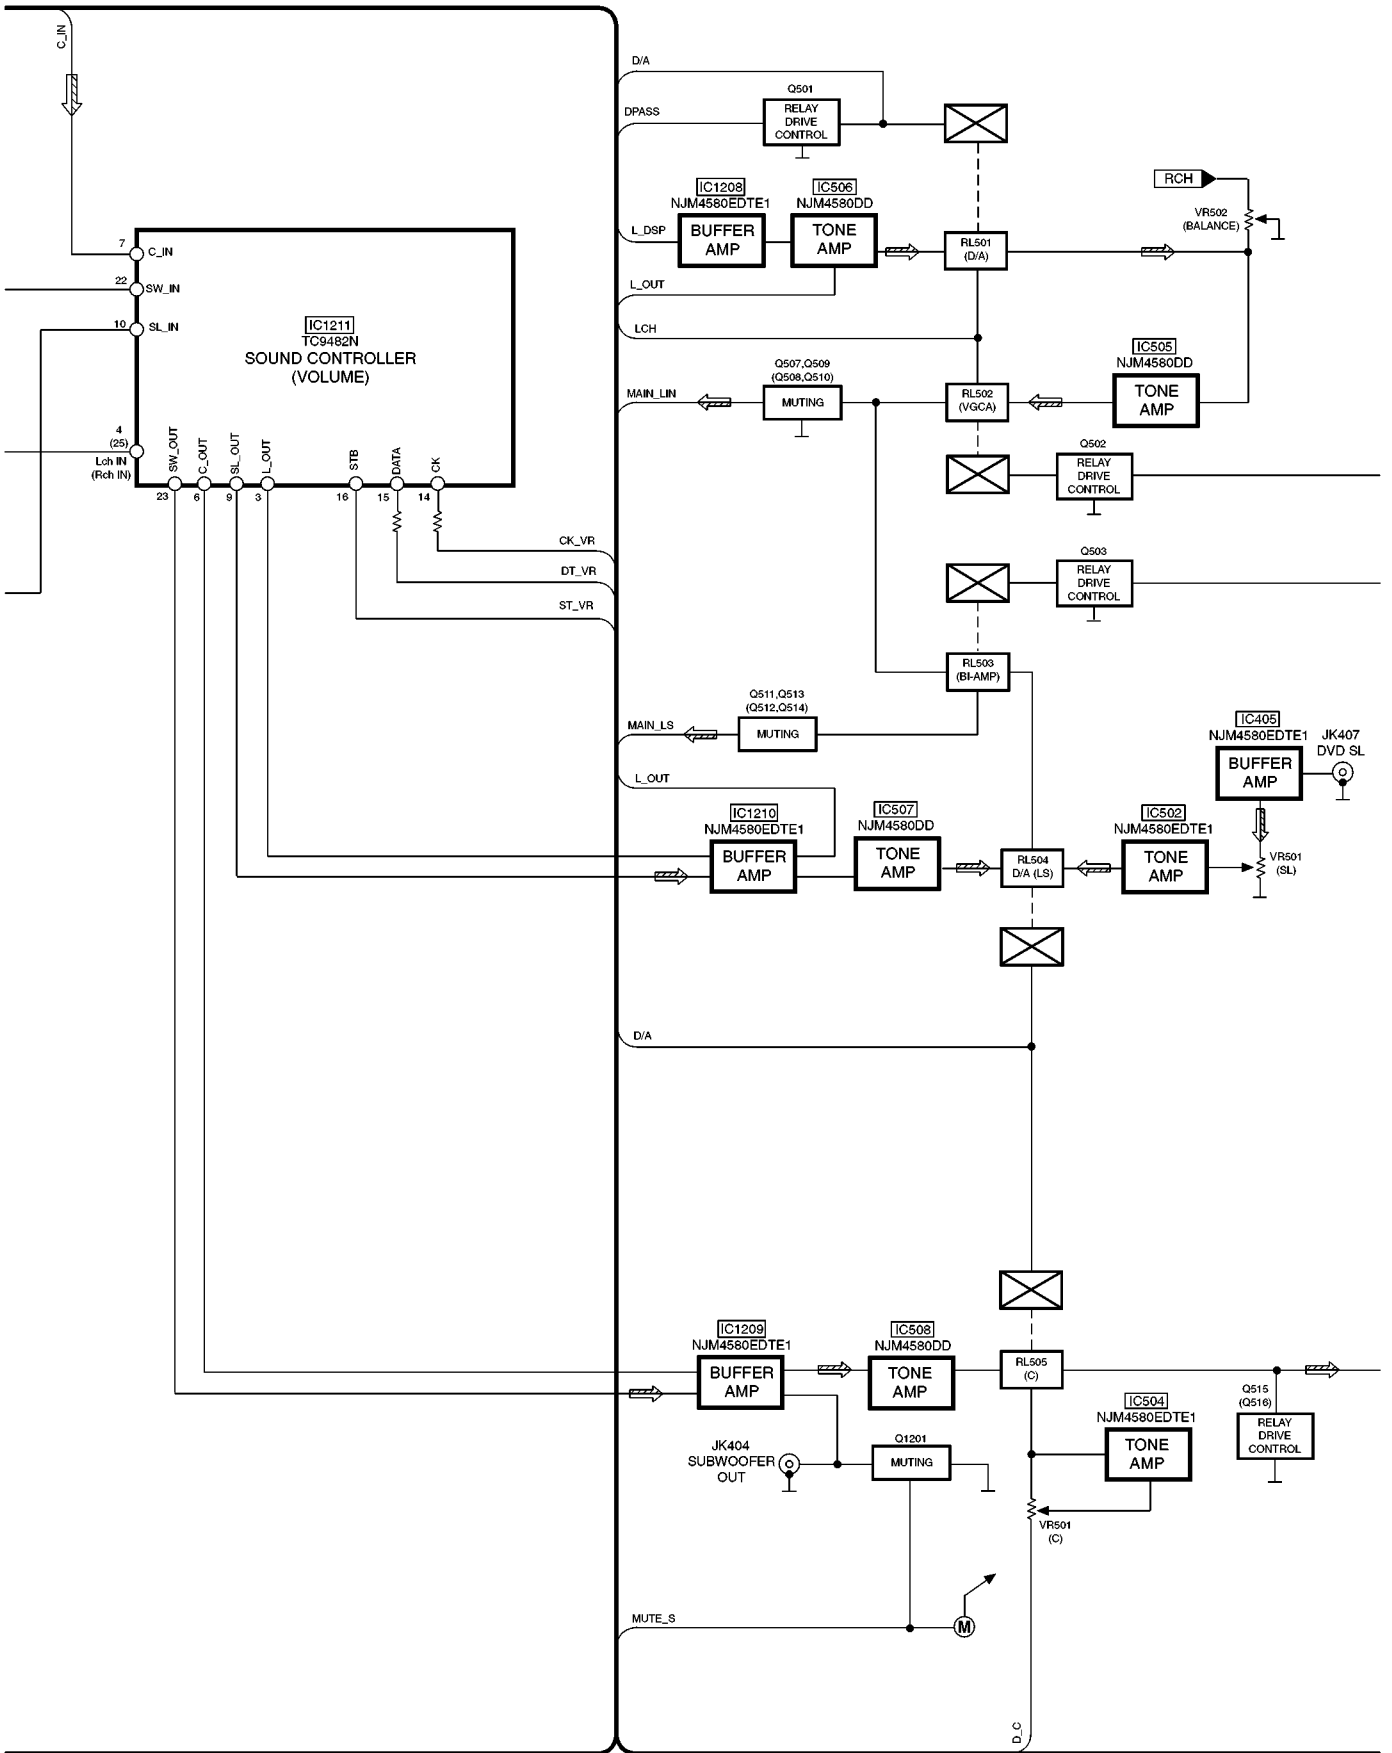 C_IN
D/A
Q501
DPASS
RELAY
DRIVE
CONTROL
RCH
IC1208
NJM4580EDTE1
IC506
NJM4580DD
VR502
(BALANCE)
L_DSP
BUFFER
AMP
TONE
AMP
RL501
(D/A)
7
C_IN
22
SW_IN
L_OUT
10
SL_IN
IC1211
TC9482N
SOUND CONTROLLER
(VOLUME)
LCH
IC505
NJM4580DD
Q507,Q509
(Q508,Q510)
MAIN_LIN
MUTING
RL502
(VGCA)
TONE
AMP
4
(25)
Lch IN
(Rch IN)
SW_OUT
C_OUT
SL_OUT
L_OUT
STB
DATA
CK
23
6
9
3
16
15
14
Q502
RELAY
DRIVE
CONTROL
CK_VR
DT_VR
ST_VR
Q503
RELAY
DRIVE
CONTROL
RL503
(BI-AMP)
Q511,Q513
(Q512,Q514)
MAIN_LS
MUTING
IC405
NJM4580EDTE1
BUFFER
AMP
JK407
DVD SL
L_OUT
IC1210
NJM4580EDTE1
BUFFER
AMP
IC507
NJM4580DD
TONE
AMP
RL504
D/A (LS)
IC502
NJM4580EDTE1
TONE
AMP
VR501
(SL)
D/A
IC1209
NJM4580EDTE1
BUFFER
AMP
IC508
NJM4580DD
TONE
AMP
RL505
(C)
Q515
(Q516)
RELAY
DRIVE
CONTROL
IC504
NJM4580EDTE1
TONE
AMP
JK404
SUBWOOFER
OUT
Q1201
MUTING
VR501
(C)
MUTE_S
M
D_C